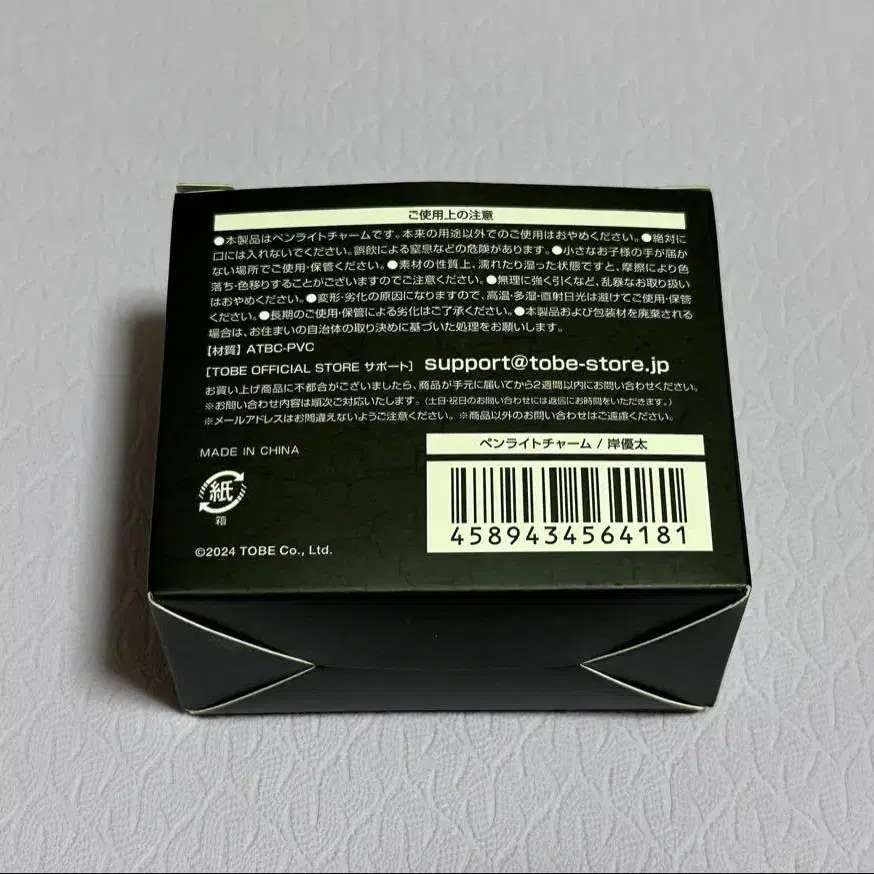 ご使用上の注意
●本製品はペンライトチャームです。本来の用途以外でのご使用はおやめください。●絶対に
口には入れないでください。誤飲による窒息などの危険があります。●小さなお子様の手が届か
ない場所でご使用・保管ください。●素材の性質上、濡れたり湿った状態ですと、摩擦により色
落ち・色移りすることがございますのでご注意ください。●無理に強く引くなど、乱暴なお取り扱い
はおやめください。●変形・劣化の原因になりますので、高温・多湿・直射日光は避けてご使用・保管
ください。●長期のご使用・保管による劣化はご了承ください。●本製品および包装材を廃棄される
場合は、お住まいの自治体の取り決めに基づいた処理をお願いします。
【材質】ATBC-PVC
[TOBE OFFICIAL STORE サポート] support@tobe-store.jp
お買い上げ商品に不都合がございましたら、商品が手元に届いてから2週間以内にお問い合わせください。
※お問い合わせ内容は順次ご対応いたします。(土日・祝日のお問い合わせには返信にお時間をいただきます。)
※メールアドレスはお間違えないようご注意ください。※商品以外のお問い合わせはご遠慮ください。
ペンライトチャーム / 岸優太
MADE IN CHINA
紙
箱
4589434564181
©2024 TOBE Co., Ltd.